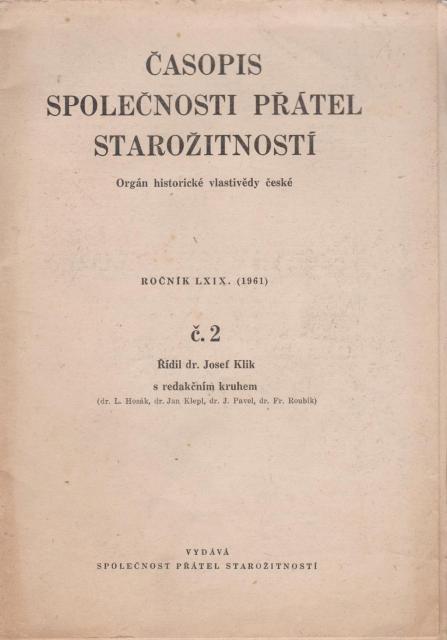 ČASOPIS
SPOLEČNOSTI PŘÁTEL
STAROŽITNOSTÍ
Orgán historické vlastivědy české
ROČNÍK LXIX. (1961)
č. 2
Řídil dr. Josef Klik
s redakčním kruhem
(dr. L. Hosák, dr. Jan Klepl, dr. J. Pavel, dr. Fr. Roubík)
VYDÁVÁ
SPOLEČNOST PŘÁTEL STAROŽITNOSTÍ